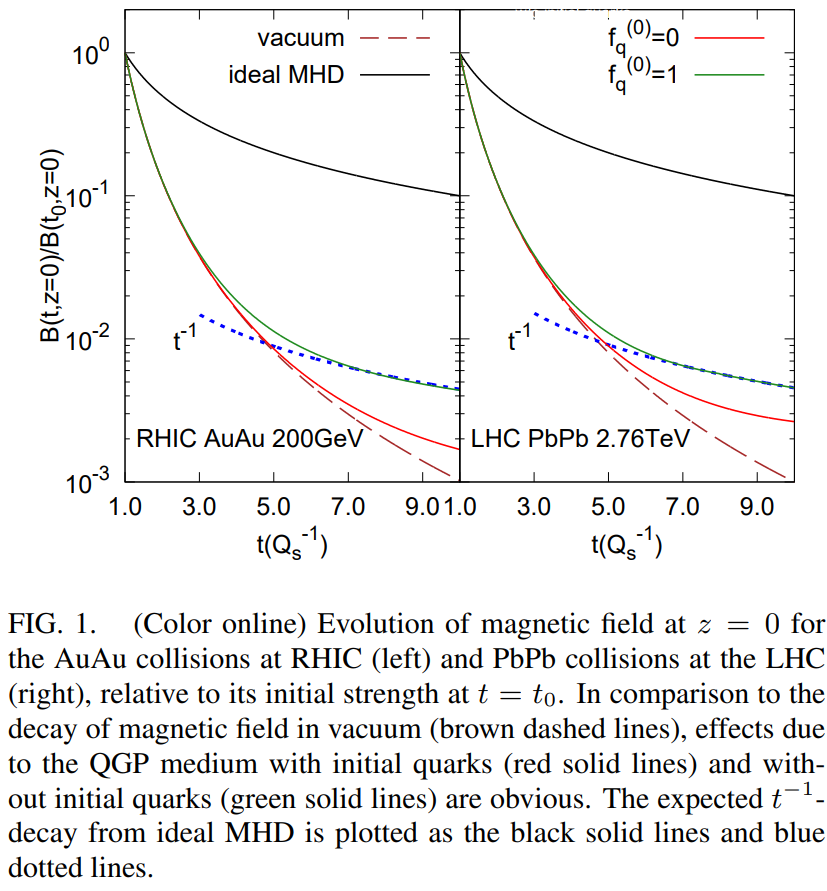 vacuum
ideal MHD
f_q^(0)=0
f_q^(0)=1
10^0
10^-1
10^-2
10^-3
B(t,z=0)/B(t_0,z=0)
t^-1
t^-1
RHIC AuAu 200GeV
LHC PbPb 2.76TeV
1.0 3.0 5.0 7.0 9.0 1.0 3.0 5.0 7.0 9.0
t(Q_s^-1)
t(Q_s^-1)
FIG. 1. (Color online) Evolution of magnetic field at z = 0 for
the AuAu collisions at RHIC (left) and PbPb collisions at the LHC
(right), relative to its initial strength at t = t_0. In comparison to the
decay of magnetic field in vacuum (brown dashed lines), effects due
to the QGP medium with initial quarks (red solid lines) and with-
out initial quarks (green solid lines) are obvious. The expected t^-1-
decay from ideal MHD is plotted as the black solid lines and blue
dotted lines.